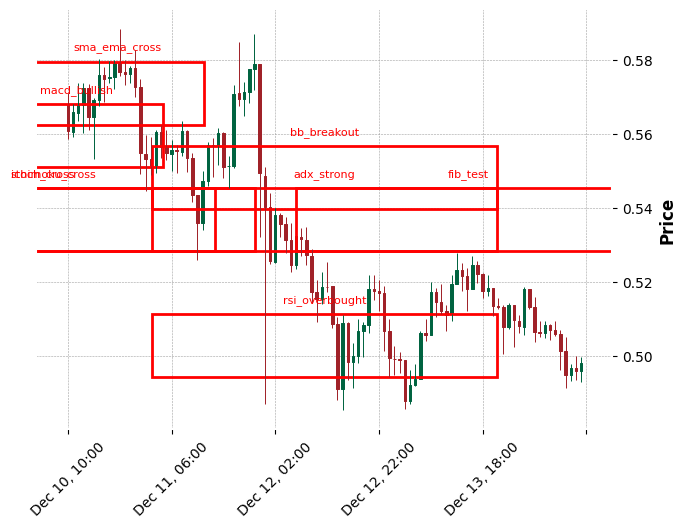 sma_ema_cross
0.58
macd_bullish
bb_breakout
0.56
adx_strong
fib_test
0.54
Price
0.52
rsi_overbought
0.50
Dec 10, 10:00
Dec 11, 06:00
Dec 12, 02:00
Dec 12, 22:00
Dec 13, 18:00